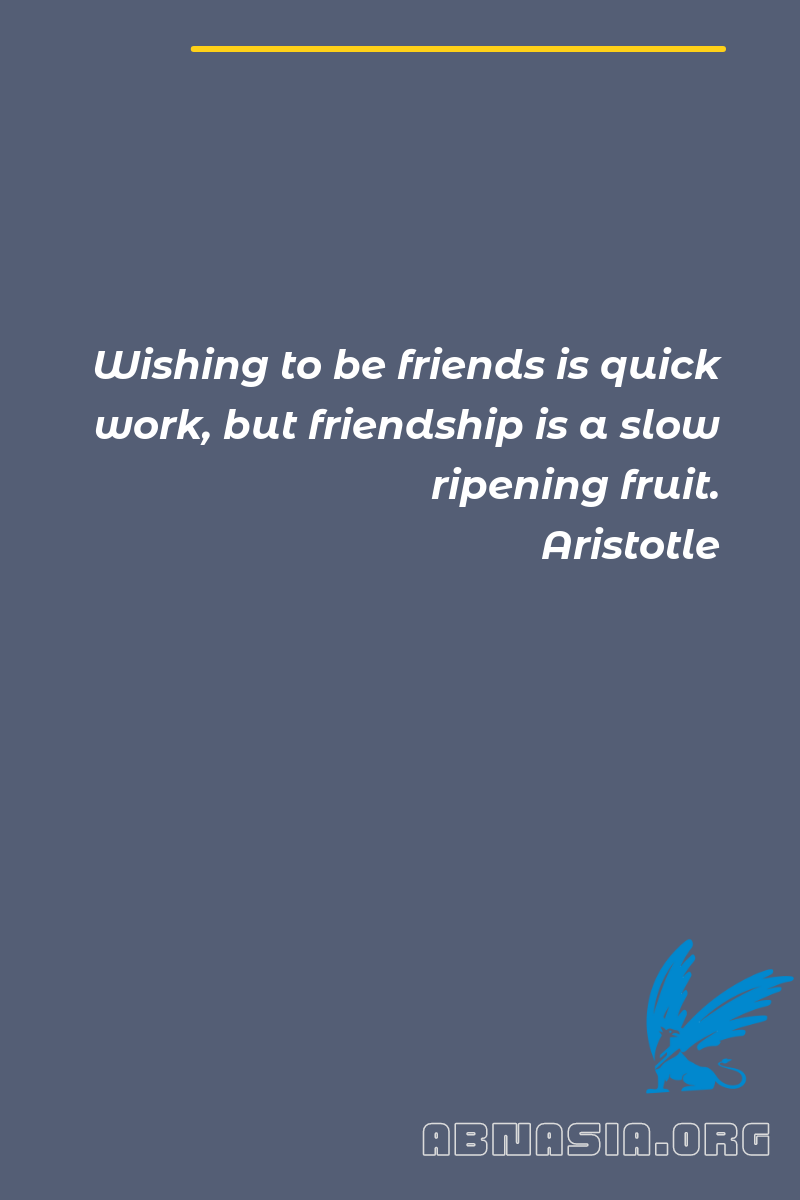 Wishing to be friends is quick
work, but friendship is a slow
ripening fruit.
Aristotle
ABNASIA.ORG